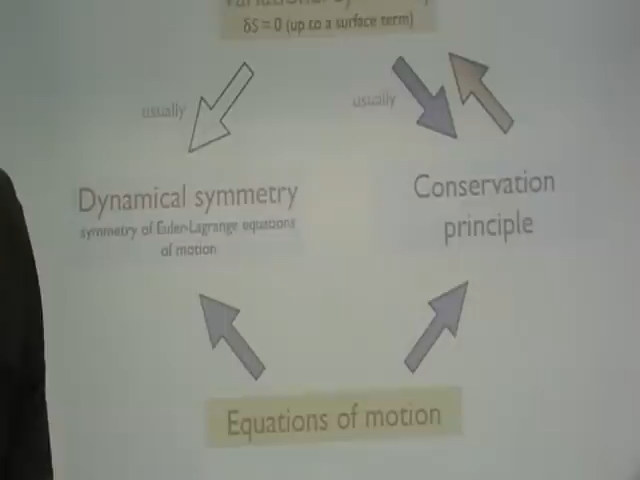 δS = 0 (up to a surface term)
usually
usually
Dynamical symmetry
symmetry of Euler-Lagrange equations
of motion
Conservation
principle
Equations of motion